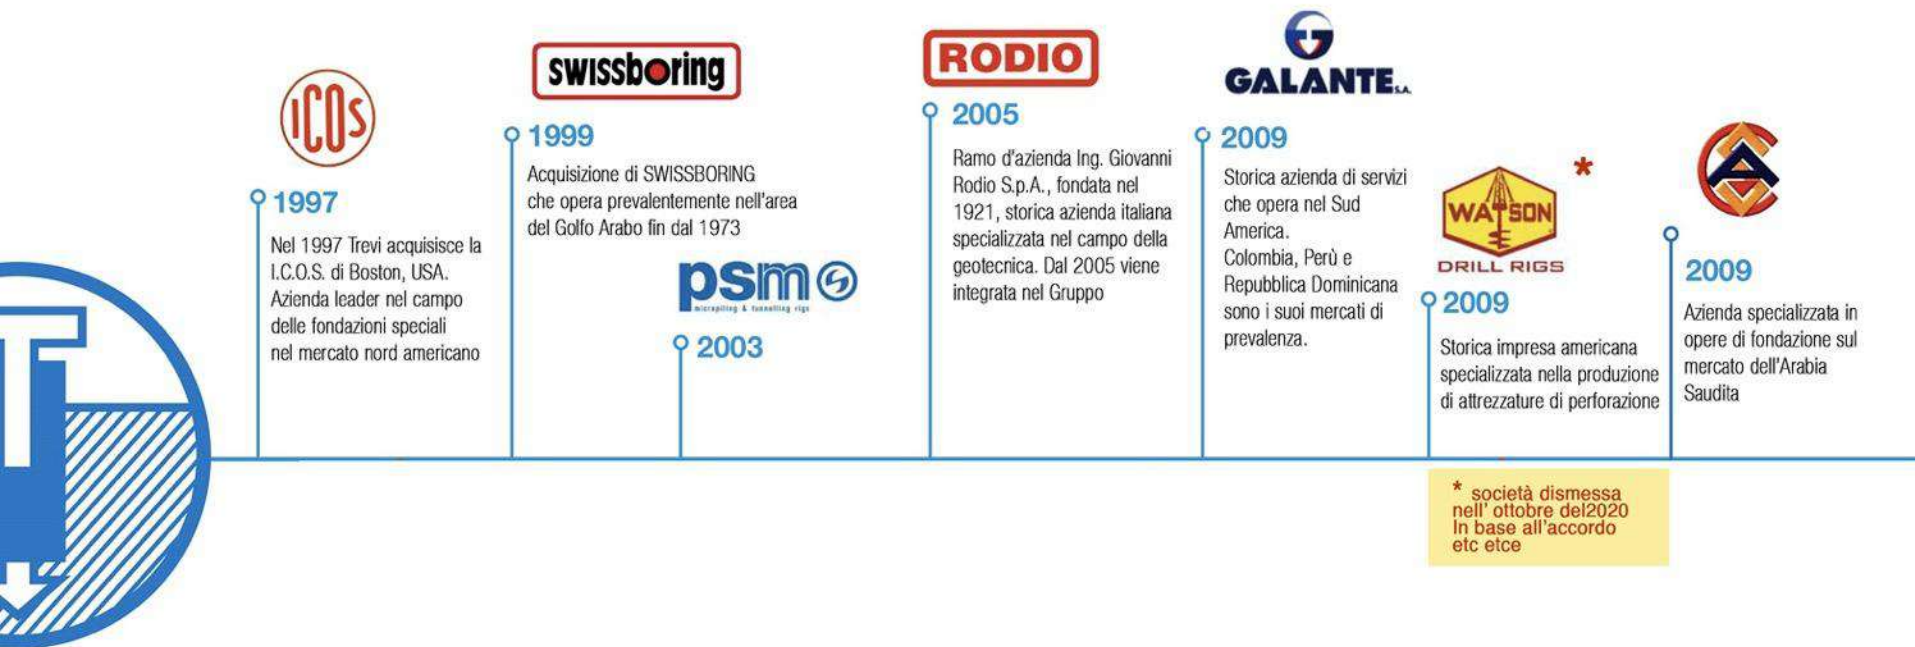 ICOS
1997
Nel 1997 Trevi acquisisce la
I.C.O.S. di Boston, USA.
Azienda leader nel campo
delle fondazioni speciali
nel mercato nord americano
swissboring
1999
Acquisizione di SWISSBORING
che opera prevalentemente nell'area
del Golfo Arabo fin dal 1973
psm
micropiling & tunnelling rigs
2003
RODIO
2005
Ramo d'azienda Ing. Giovanni
Rodio S.p.A., fondata nel
1921, storica azienda italiana
specializzata nel campo della
geotecnica. Dal 2005 viene
integrata nel Gruppo
GALANTE S.A.
2009
Storica azienda di servizi
che opera nel Sud
America.
Colombia, Perù e
Repubblica Dominicana
sono i suoi mercati di
prevalenza.
*
WATSON
DRILL RIGS
2009
Storica impresa americana
specializzata nella produzione
di attrezzature di perforazione
* società dismessa
nell' ottobre del2020
In base all'accordo
etc etce
2009
Azienda specializzata in
opere di fondazione sul
mercato dell'Arabia
Saudita